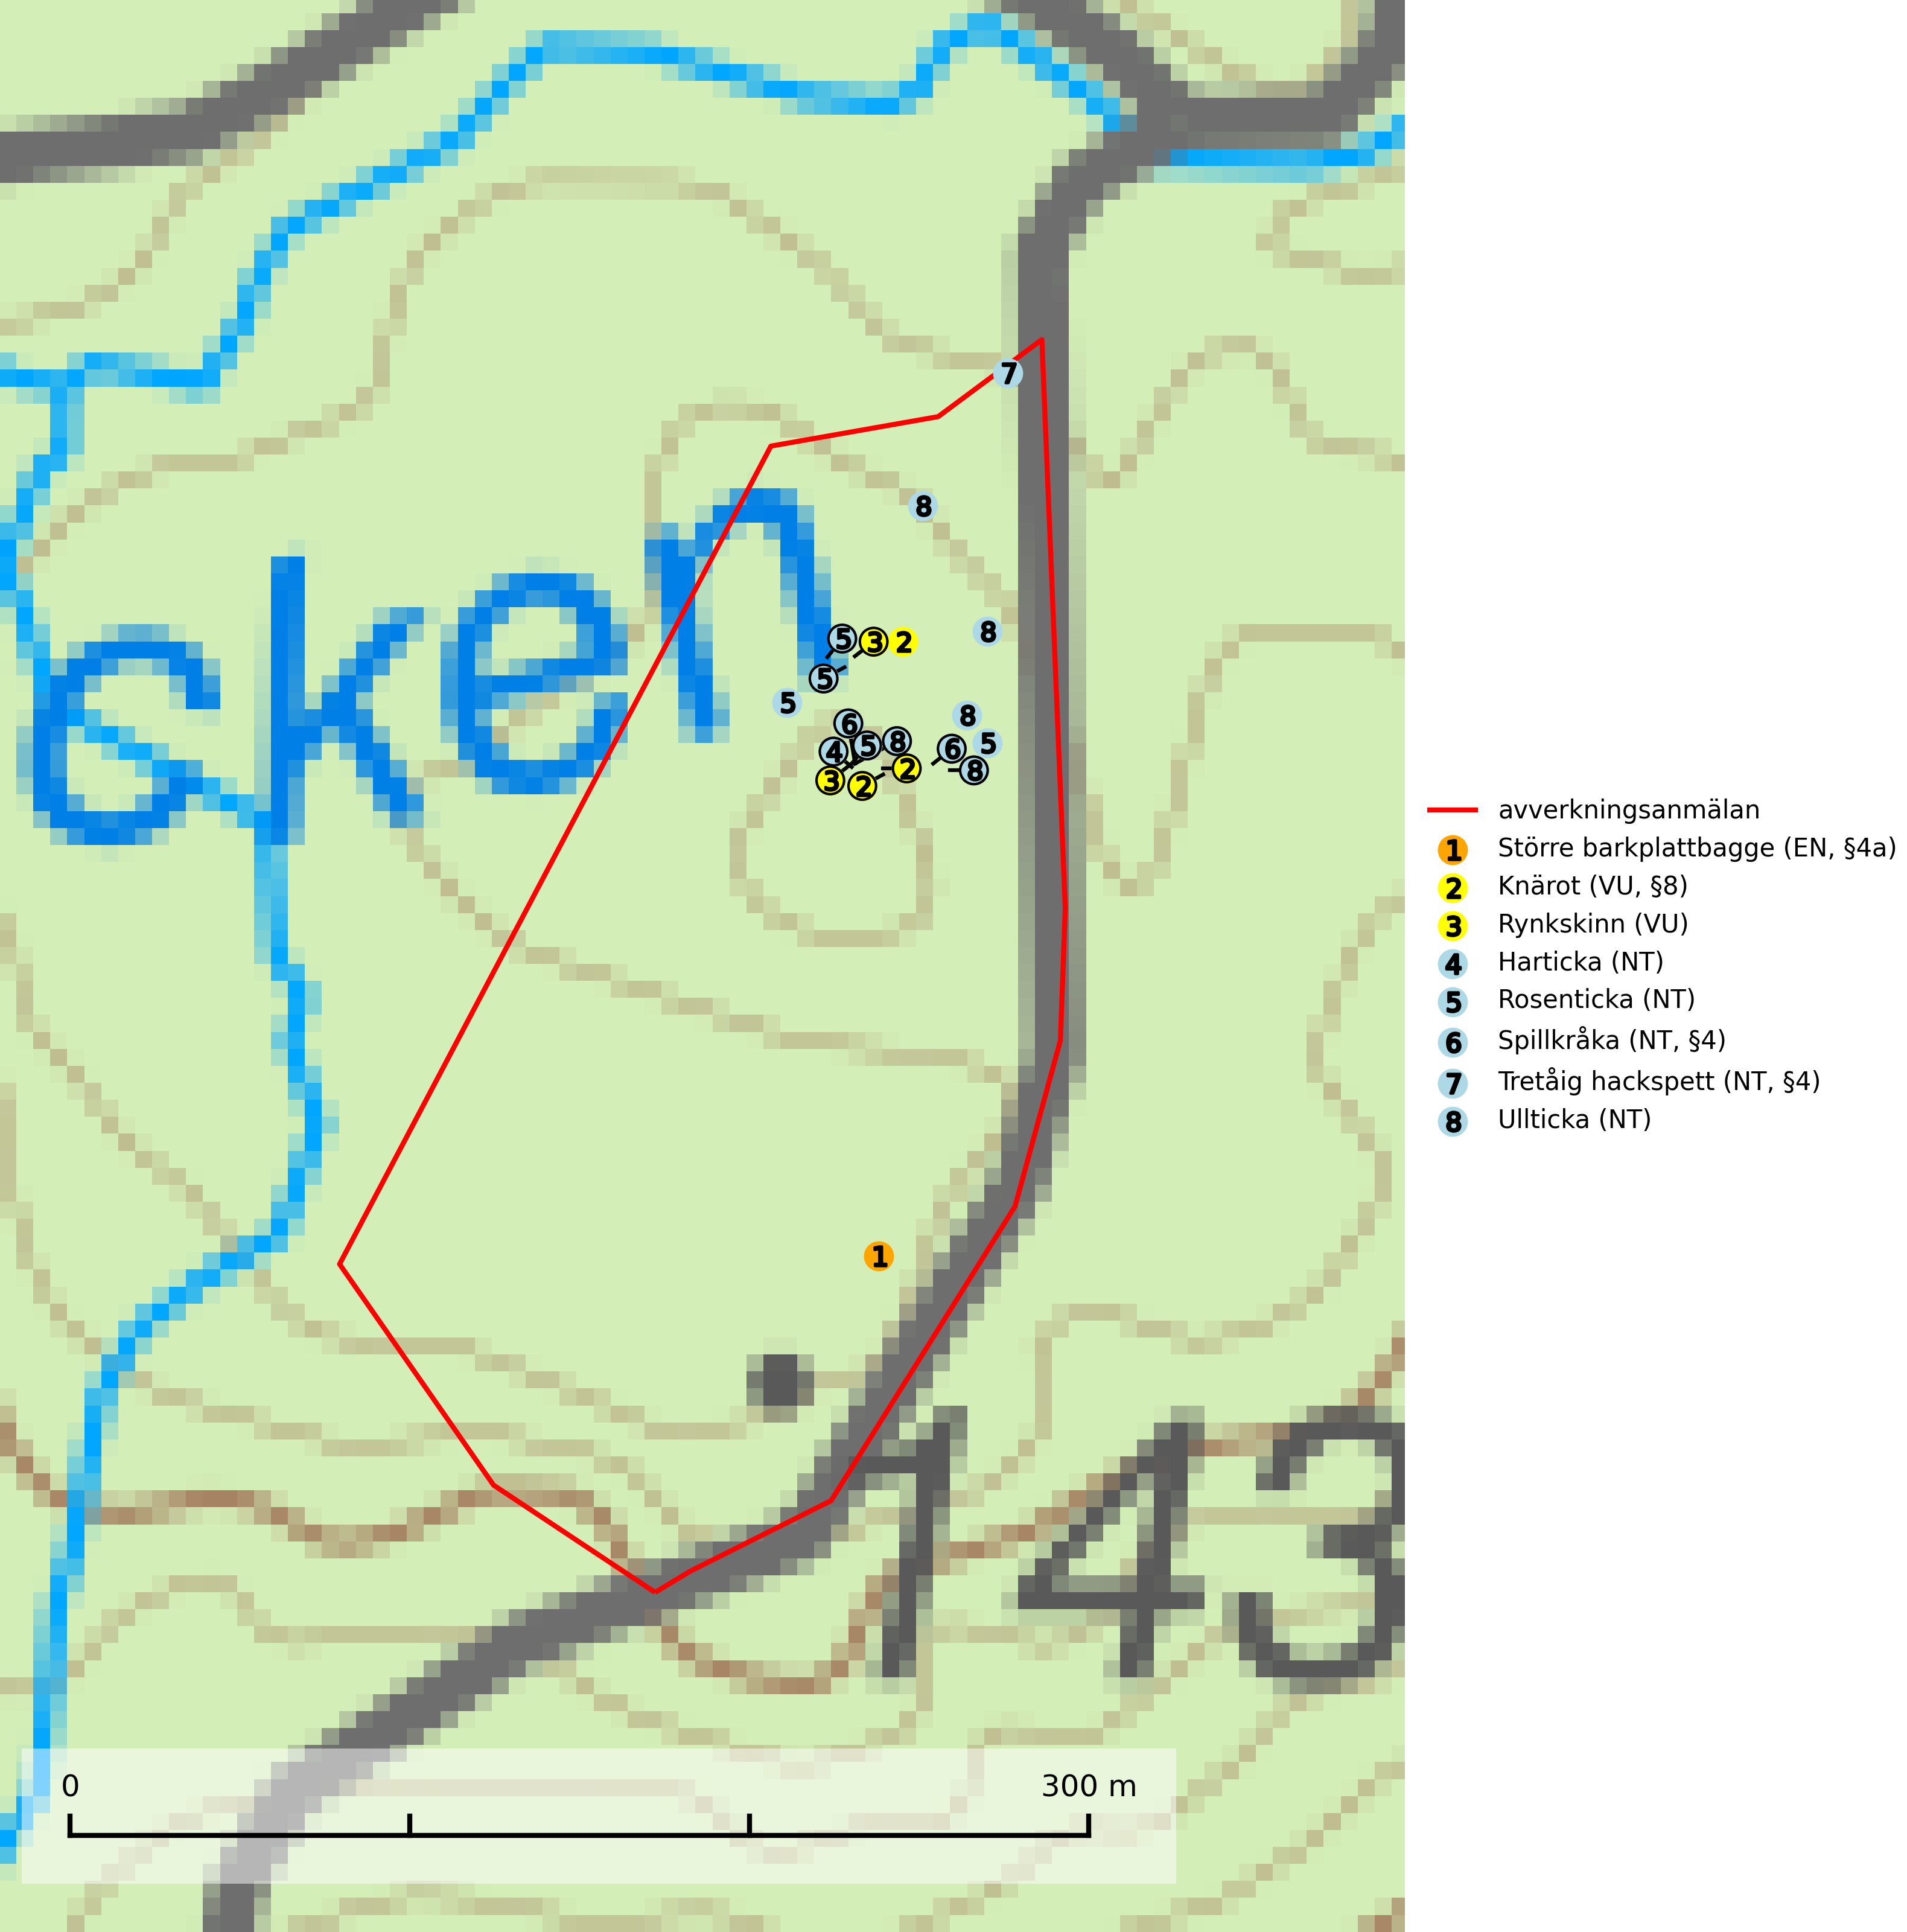 7
8
8
5 3 2
5
5
8
6
5
4 5 8 6
8
2
3 2
sken
1
143
0 300 m
avverkningsanmälan
1 Större barkplattbagge (EN, §4a)
2 Knärot (VU, §8)
3 Rynkskinn (VU)
4 Harticka (NT)
5 Rosenticka (NT)
6 Spillkråka (NT, §4)
7 Tretåig hackspett (NT, §4)
8 Ullticka (NT)